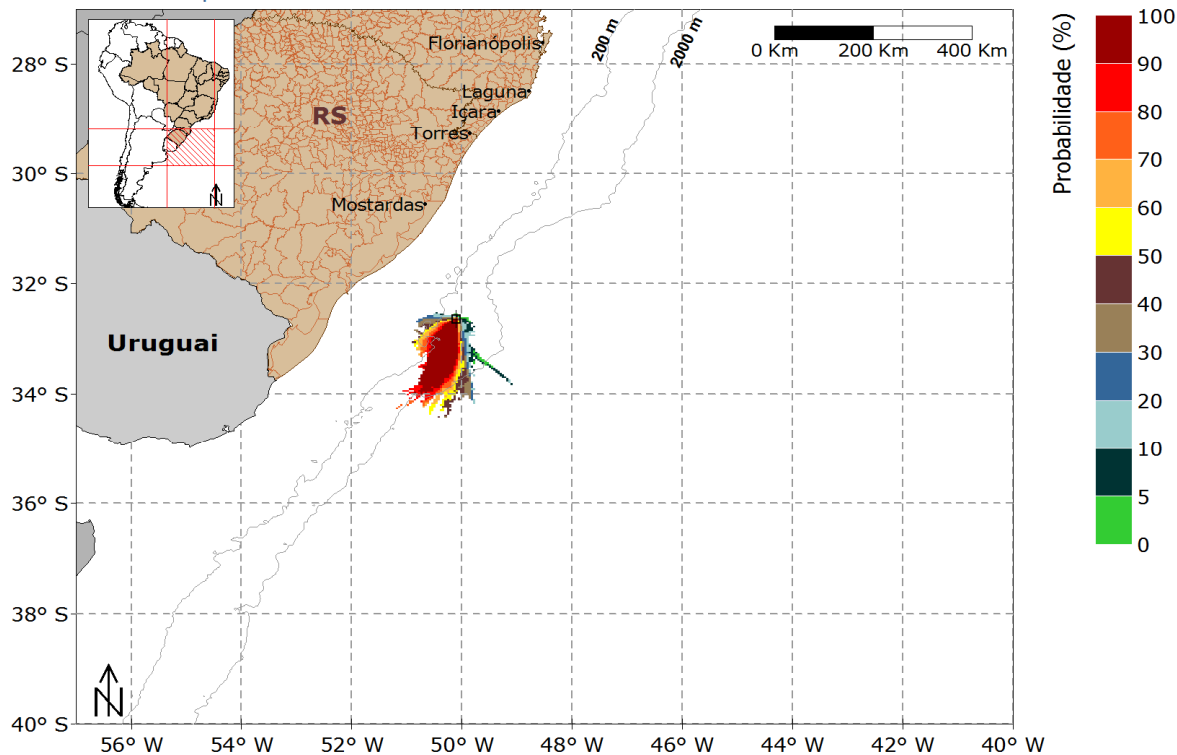 28° S
30° S
32° S
34° S
36° S
38° S
40° S
56° W
54° W
52° W
50° W
48° W
46° W
44° W
42° W
40° W
N
Florianópolis
Laguna
Içara
Torres
Mostardas
RS
Uruguai
200 m
2000 m
0 Km
200 Km
400 Km
N
Probabilidade (%)
100
90
80
70
60
50
40
30
20
10
5
0